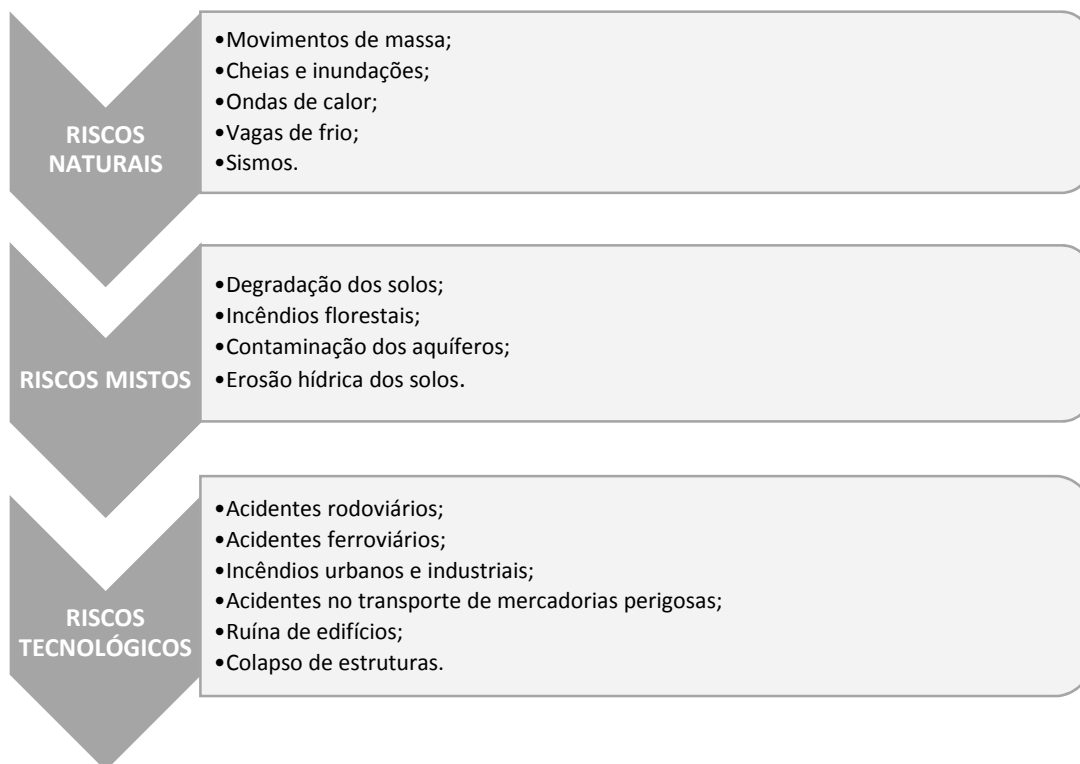 RISCOS
NATURAIS
•Movimentos de massa;
•Cheias e inundações;
•Ondas de calor;
•Vagas de frio;
•Sismos.
RISCOS MISTOS
•Degradação dos solos;
•Incêndios florestais;
•Contaminação dos aquíferos;
•Erosão hídrica dos solos.
RISCOS
TECNOLÓGICOS
•Acidentes rodoviários;
•Acidentes ferroviários;
•Incêndios urbanos e industriais;
•Acidentes no transporte de mercadorias perigosas;
•Ruína de edifícios;
•Colapso de estruturas.